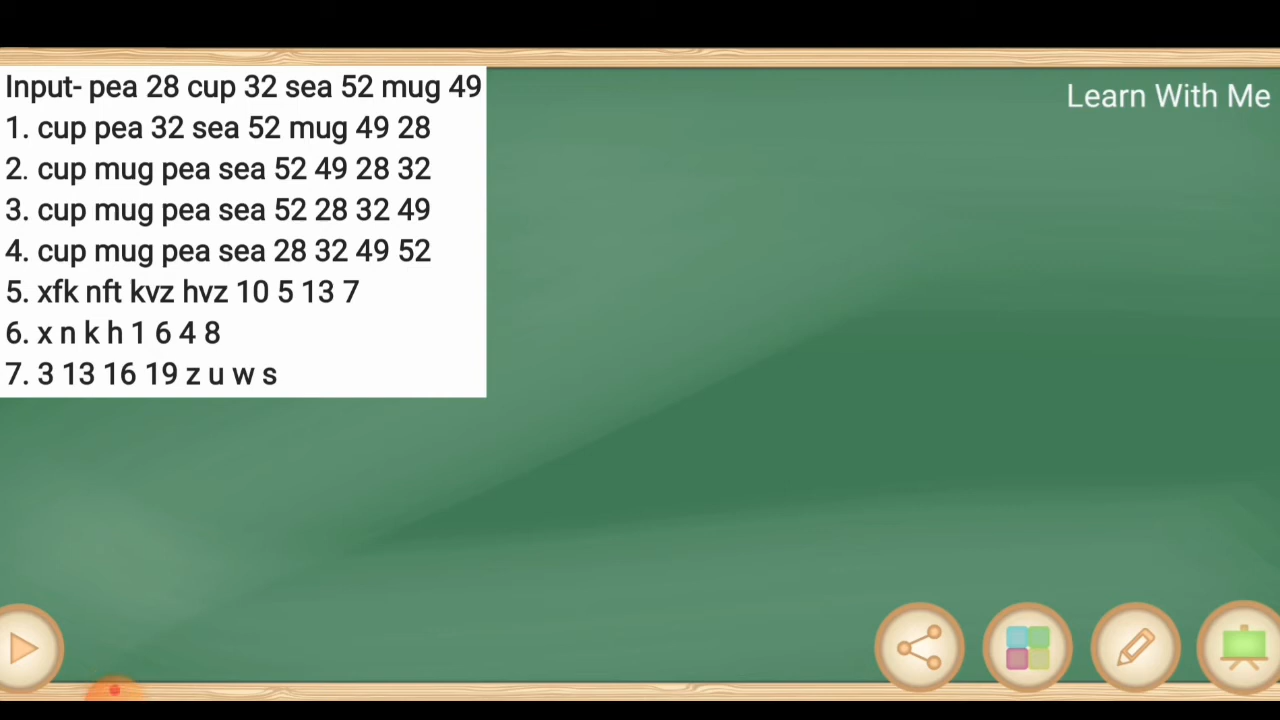 Input- pea 28 cup 32 sea 52 mug 49
1. cup pea 32 sea 52 mug 49 28
2. cup mug pea sea 52 49 28 32
3. cup mug pea sea 52 28 32 49
4. cup mug pea sea 28 32 49 52
5. xfk nft kvz hvz 10 5 13 7
6. x n k h 1 6 4 8
7. 3 13 16 19 z u w s
Learn With Me